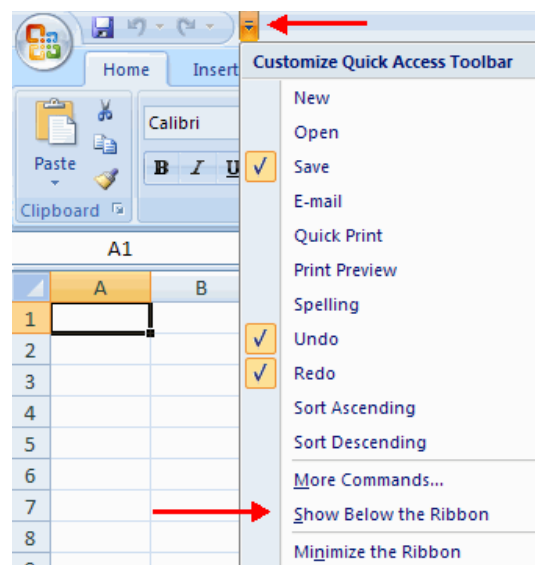 Customize Quick Access Toolbar
Home Insert
New
Open
Save
E-mail
Quick Print
Print Preview
Spelling
Undo
Redo
Sort Ascending
Sort Descending
More Commands...
Show Below the Ribbon
Minimize the Ribbon
Calibri
Paste
B I U
Clipboard
A1
A B
1
2
3
4
5
6
7
8